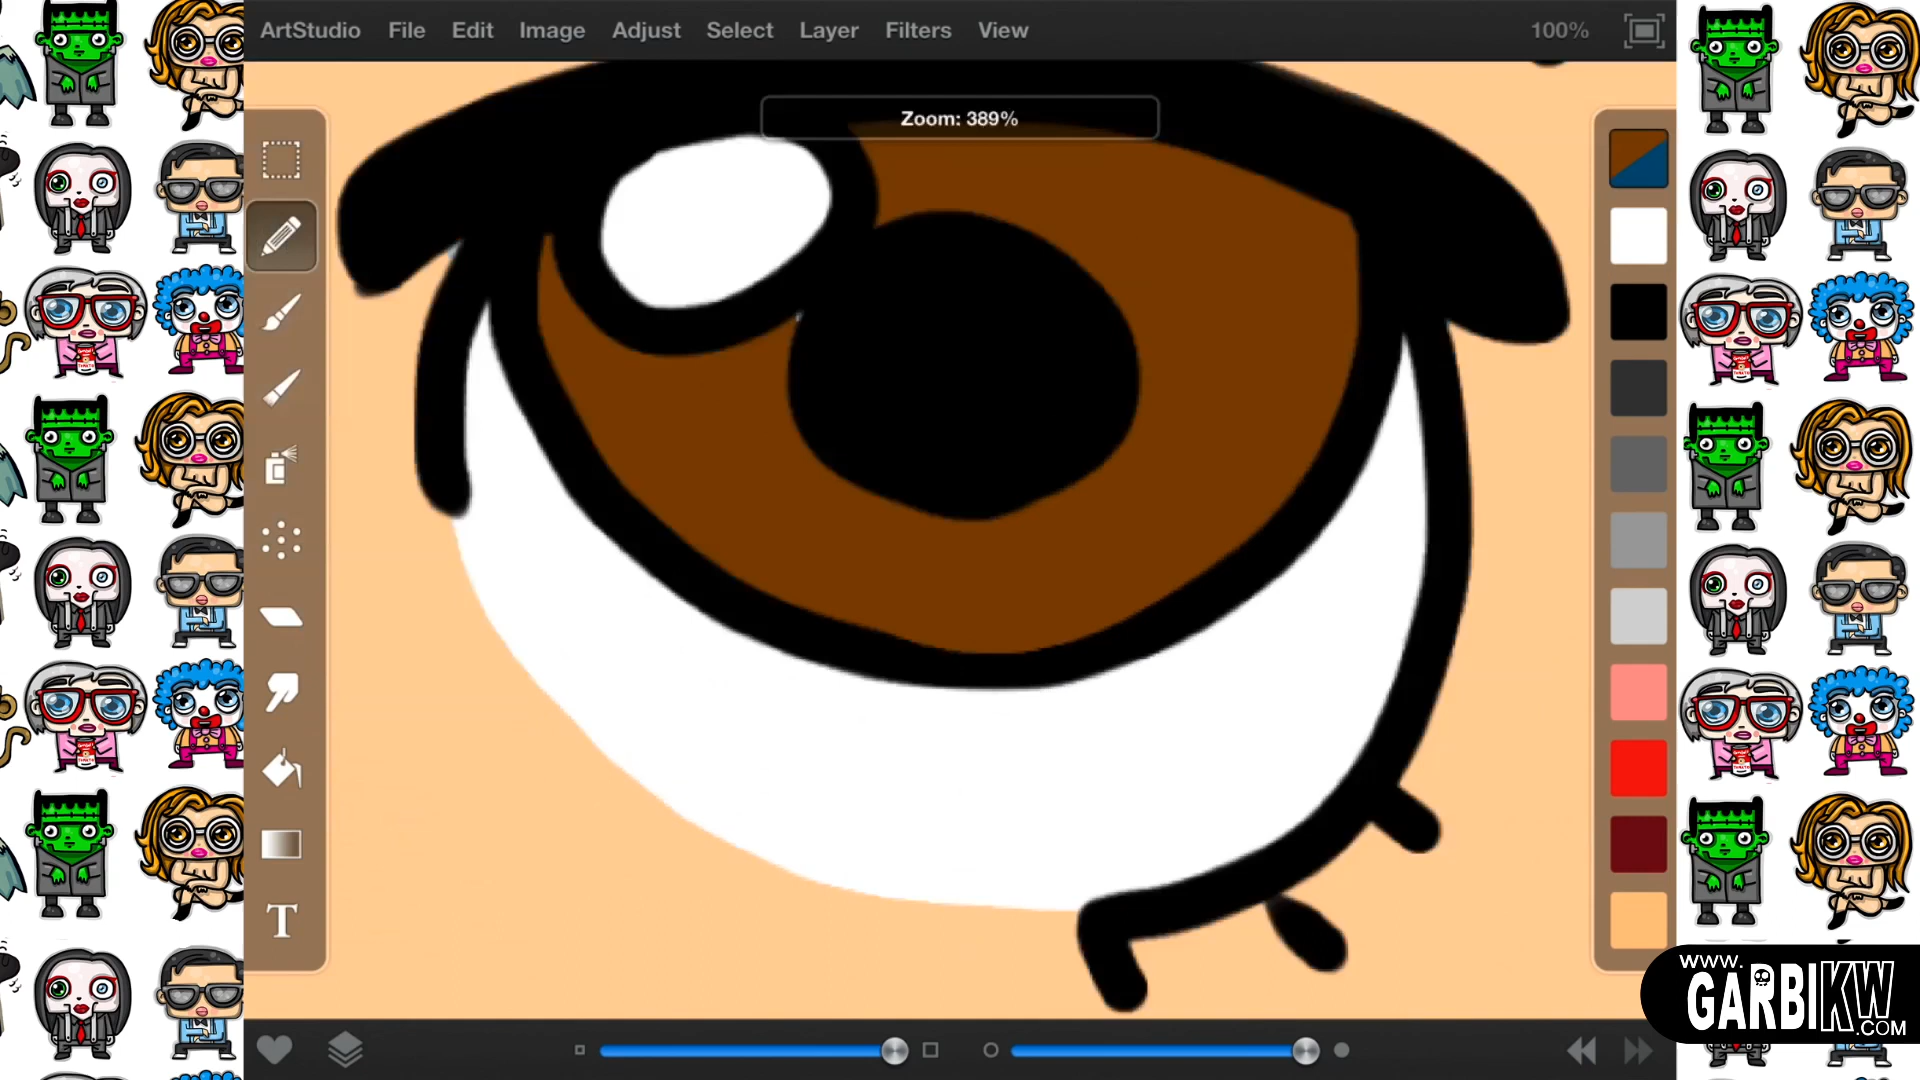 ArtStudio File Edit Image Adjust Select Layer Filters View 100%
Zoom: 389%
T
www.
GARBIKW
.COM